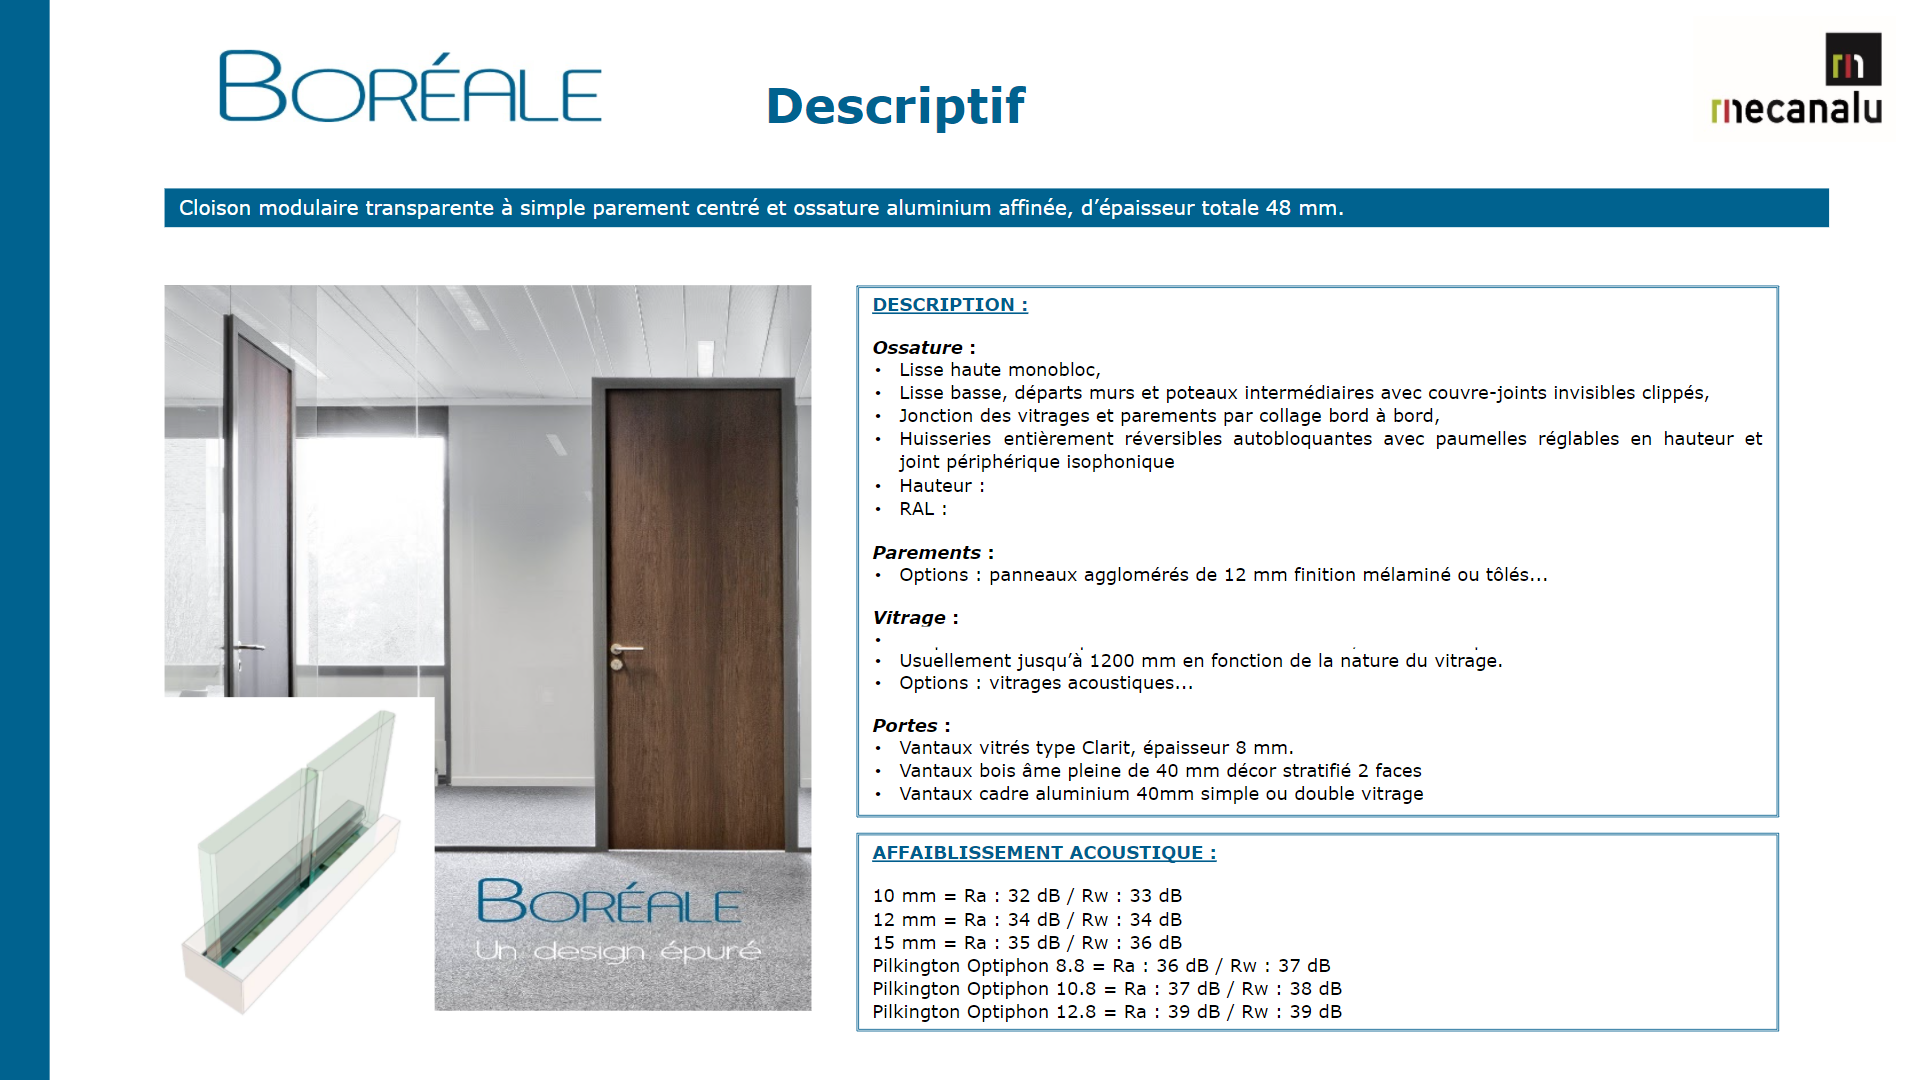 BORÉALE
Descriptif
mecanalu
Cloison modulaire transparente à simple parement centré et ossature aluminium affinée, d’épaisseur totale 48 mm.
DESCRIPTION :
Ossature :
• Lisse haute monobloc,
• Lisse basse, départs murs et poteaux intermédiaires avec couvre-joints invisibles clippés,
• Jonction des vitrages et parements par collage bord à bord,
• Huisseries entièrement réversibles autobloquantes avec paumelles réglables en hauteur et
joint périphérique isophonique
• Hauteur :
• RAL :
Parements :
• Options : panneaux agglomérés de 12 mm finition mélaminé ou tôlés...
Vitrage :
•
• Usuellement jusqu’à 1200 mm en fonction de la nature du vitrage.
• Options : vitrages acoustiques...
Portes :
• Vantaux vitrés type Clarit, épaisseur 8 mm.
• Vantaux bois âme pleine de 40 mm décor stratifié 2 faces
• Vantaux cadre aluminium 40mm simple ou double vitrage
BORÉALE
Un design épuré
AFFAIBLISSEMENT ACOUSTIQUE :
10 mm = Ra : 32 dB / Rw : 33 dB
12 mm = Ra : 34 dB / Rw : 34 dB
15 mm = Ra : 35 dB / Rw : 36 dB
Pilkington Optiphon 8.8 = Ra : 36 dB / Rw : 37 dB
Pilkington Optiphon 10.8 = Ra : 37 dB / Rw : 38 dB
Pilkington Optiphon 12.8 = Ra : 39 dB / Rw : 39 dB